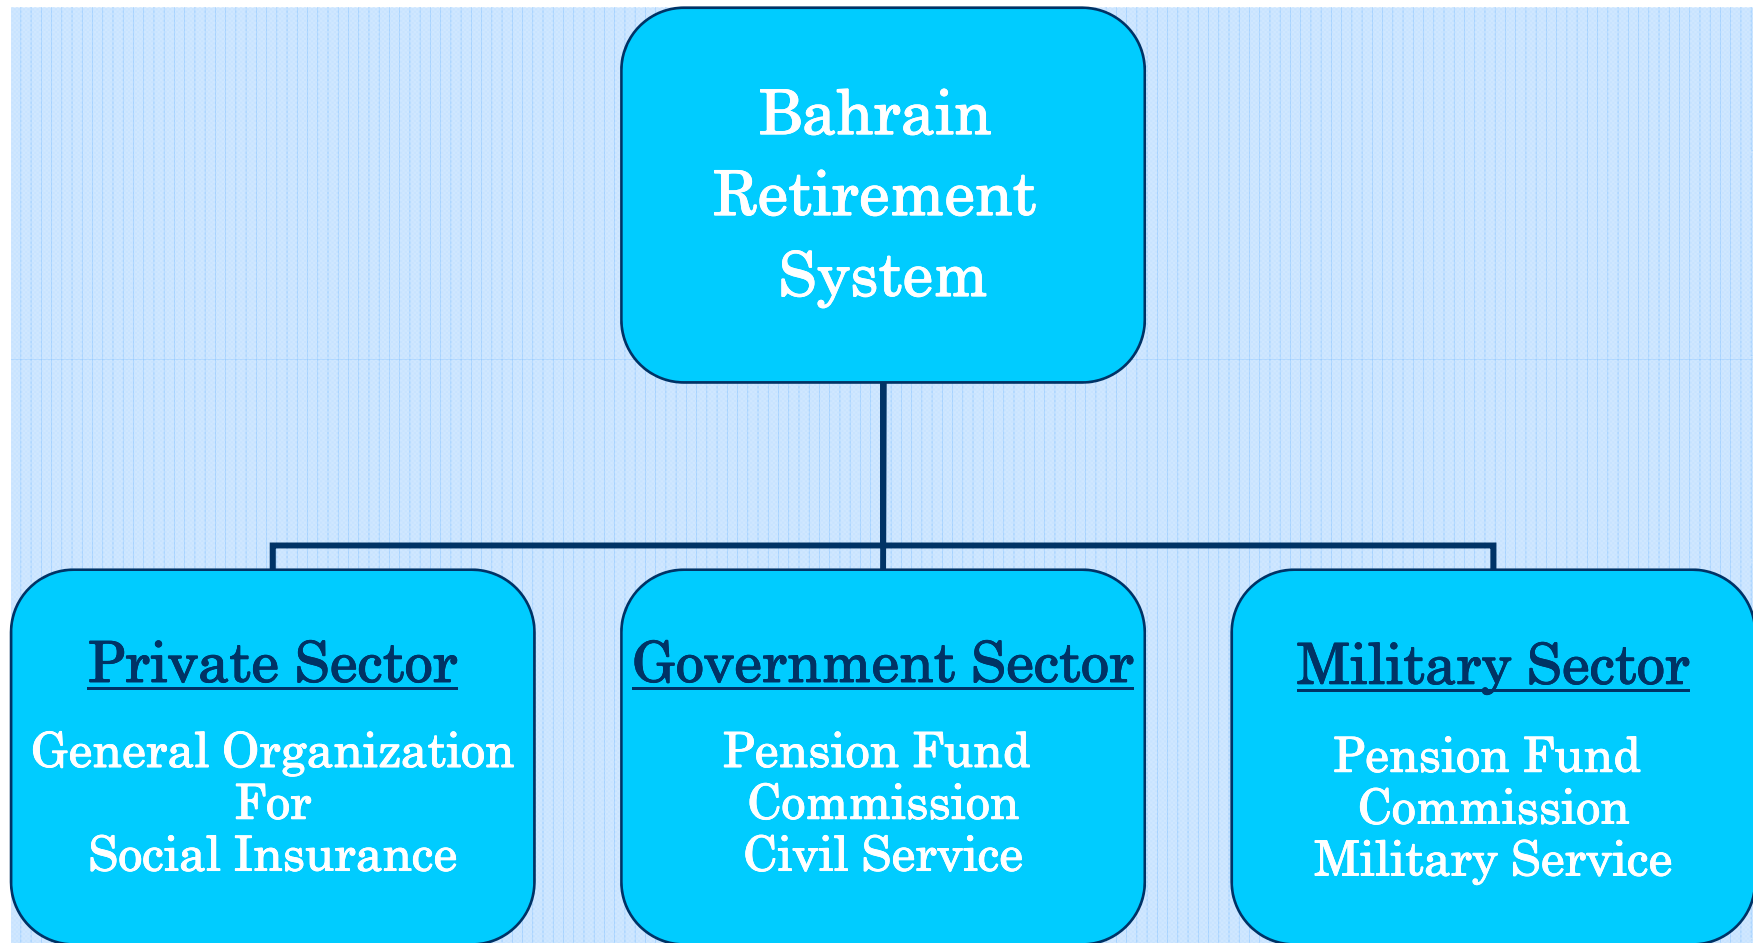 Bahrain
Retirement
System
Private Sector
General Organization
For
Social Insurance
Government Sector
Pension Fund
Commission
Civil Service
Military Sector
Pension Fund
Commission
Military Service